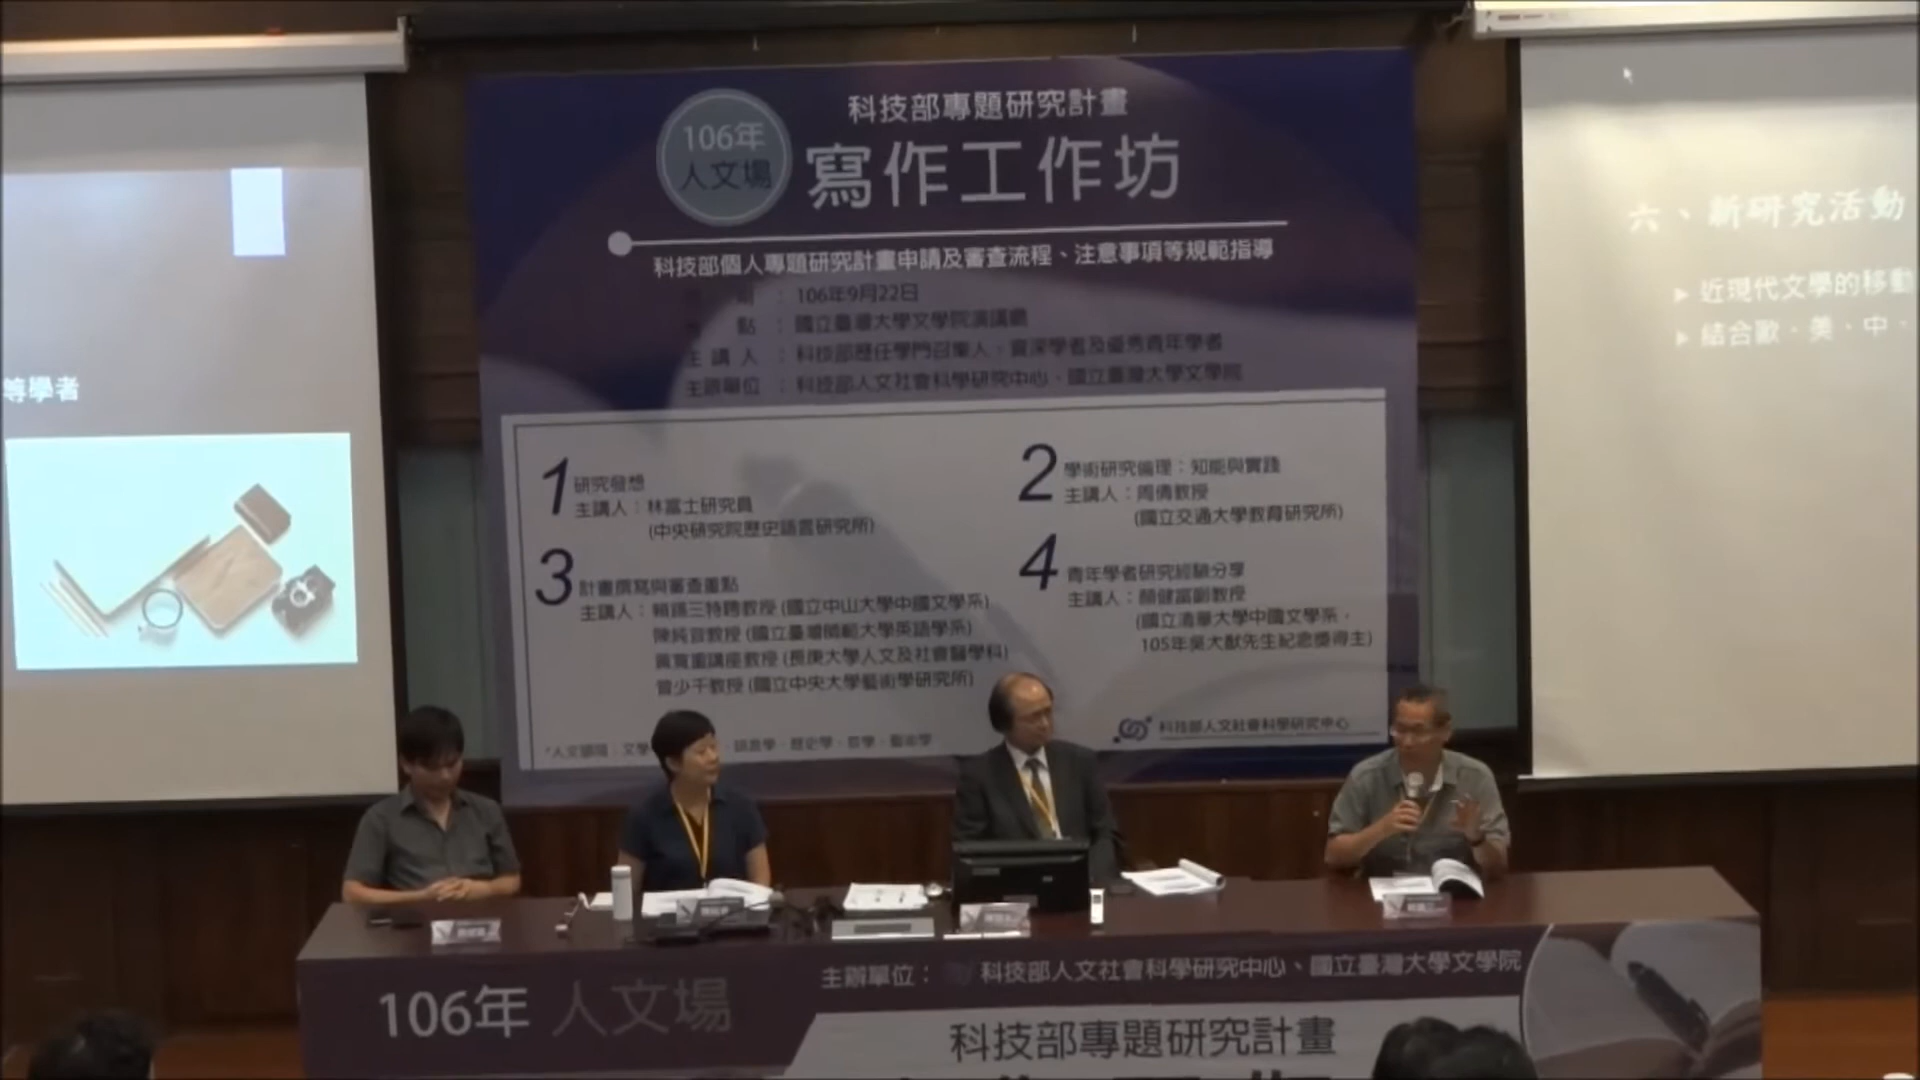 科技部專題研究計畫
106年
人文場
寫作工作坊
科技部個人專題研究計畫申請及審查流程、注意事項等規範指導
：106年9月22日
點：國立臺灣大學文學院演講廳
主講人：科技部歷任學門召集人、資深學者及優秀青年學者
主辦單位：科技部人文社會科學研究中心、國立臺灣大學文學院
1 研究發想
主講人：林富士研究員
(中央研究院歷史語言研究所)
2 學術研究倫理：知能與實踐
主講人：周倩教授
(國立交通大學教育研究所)
3 計畫撰寫與審查重點
主講人：賴錫三特聘教授(國立中山大學中國文學系)
陳純音教授(國立臺灣師範大學英語學系)
講座教授(長庚大學人文及社會醫學科)
曾少千教授(國立中央大學藝術學研究所)
4 青年學者研究經驗分享
主講人：顏健富副教授
(國立清華大學中國文學系，
105年吳大猷先生紀念獎得主)
科技部人文社會科學研究中心
等學者
六、新研究活動
近現代文學的移動
結合歐、美、中、
106年 人文場
主辦單位：科技部人文社會科學研究中心、國立臺灣大學文學院
科技部專題研究計畫